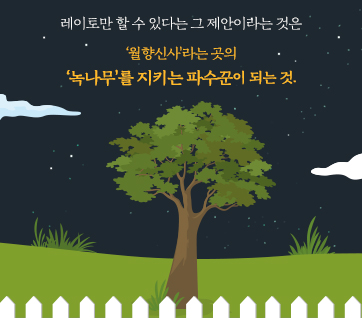 레이토만 할 수 있다는 그 제안이라는 것은
‘월향신사’라는 곳의
‘녹나무’를 지키는 파수꾼이 되는 것.